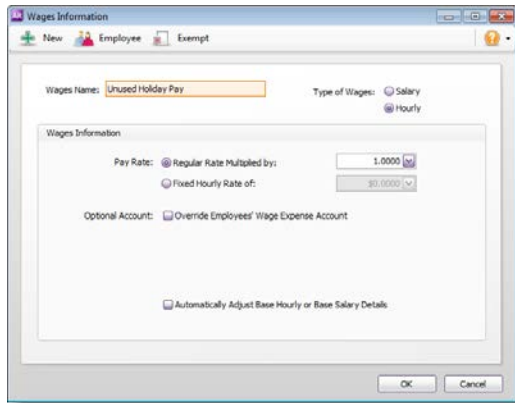 Wages Information
New Employee Exempt
Wages Name: Unused Holiday Pay Type of Wages: Salary
Hourly
Wages Information
Pay Rate: Regular Rate Multiplied by: 1.0000
Fixed Hourly Rate of: $0.0000
Optional Account: Override Employees' Wage Expense Account
Automatically Adjust Base Hourly or Base Salary Details
OK Cancel